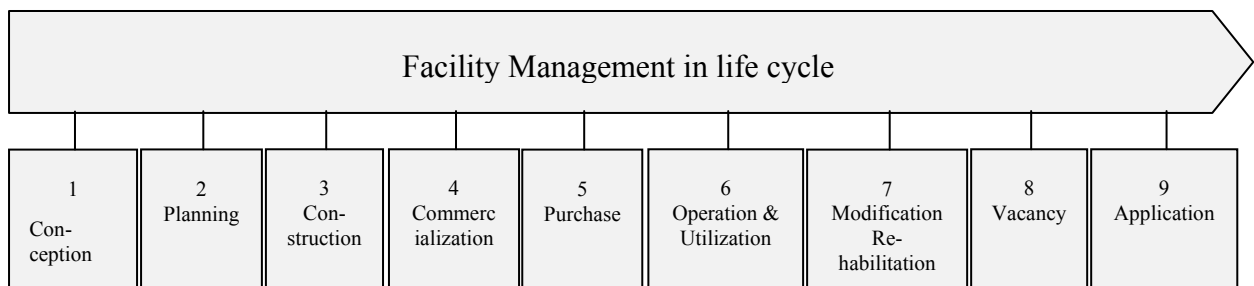 Facility Management in life cycle
1
Con-
ception
2
Planning
3
Con-
struction
4
Commerc
ialization
5
Purchase
6
Operation &
Utilization
7
Modification
Re-
habilitation
8
Vacancy
9
Application